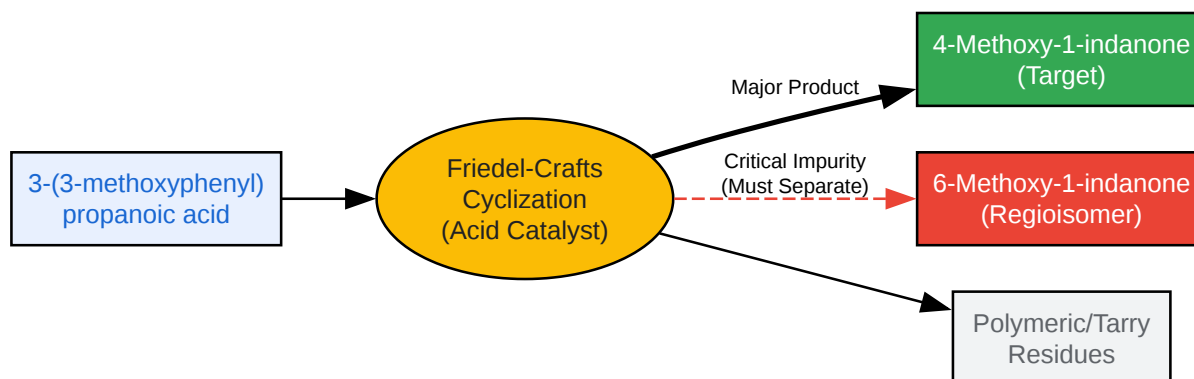 3-(3-methoxyphenyl)
propanoic acid
Friedel-Crafts
Cyclization
(Acid Catalyst)
Major Product
4-Methoxy-1-indanone
(Target)
Critical Impurity
(Must Separate)
6-Methoxy-1-indanone
(Regioisomer)
Polymeric/Tarry
Residues